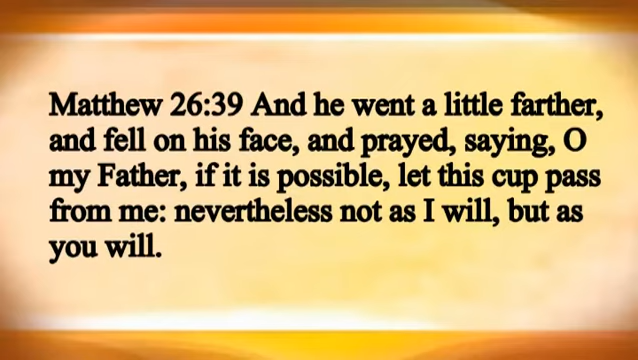 Matthew 26:39 And he went a little farther,
and fell on his face, and prayed, saying, O
my Father, if it is possible, let this cup pass
from me: nevertheless not as I will, but as
you will.